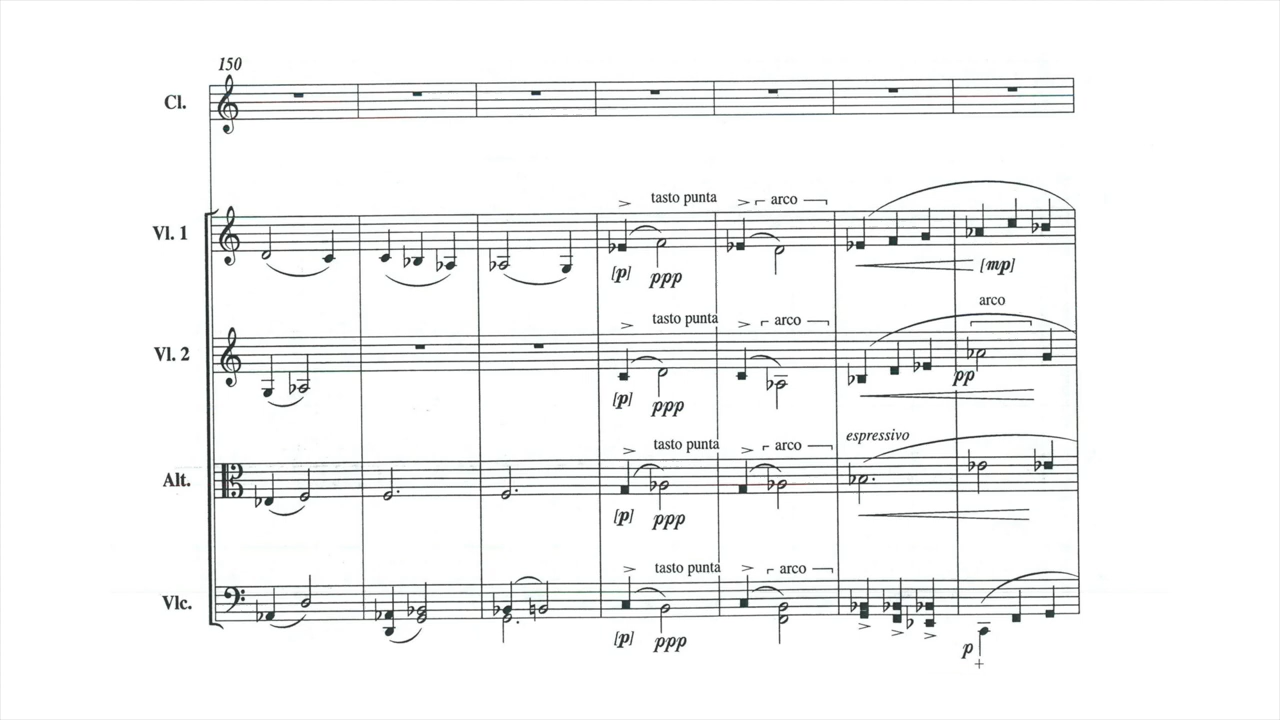 150
Cl.
tasto punta > arco
Vl. 1
[p] ppp [mp]
arco
tasto punta > arco
Vl. 2
pp
[p] ppp
espressivo
tasto punta > arco
Alt.
[p] ppp
tasto punta > arco
Vlc.
[p] ppp p
+